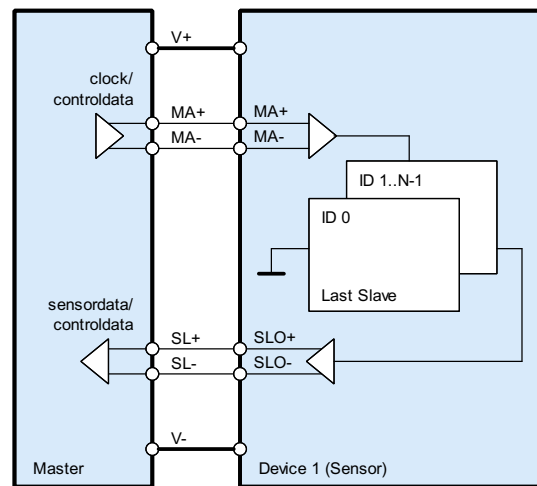 V+
clock/
controldata
MA+ MA+
MA- MA-
ID 1..N-1
ID 0
Last Slave
sensordata/
controldata
SL+ SLO+
SL- SLO-
V-
Master Device 1 (Sensor)